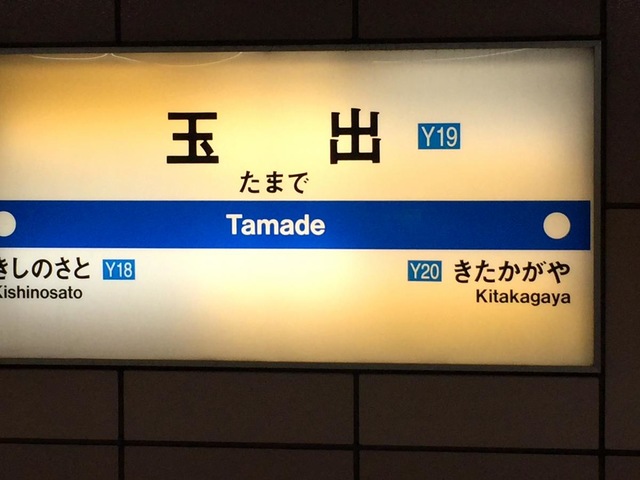 玉出 Y19
たまで
Tamade
きしのさと Y18
Kishinosato
Y20 きたかがや
Kitakagaya